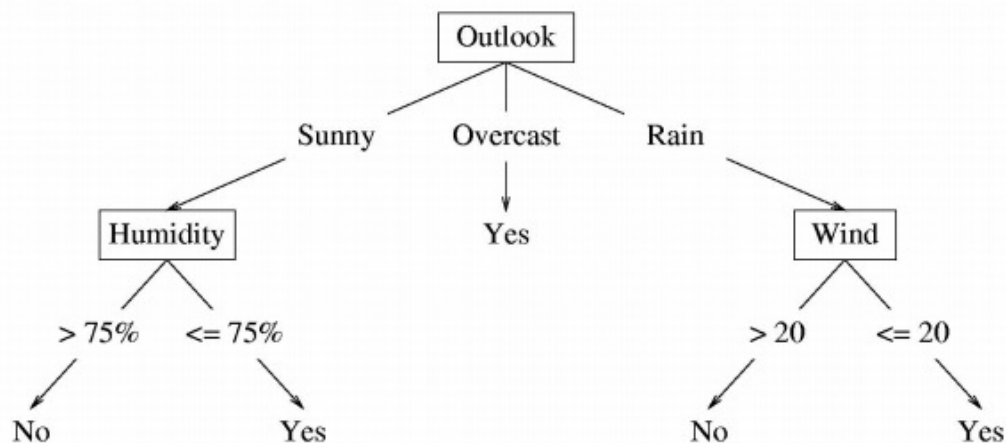 Outlook
Sunny Overcast Rain
Humidity Yes Wind
> 75% <= 75% > 20 <= 20
No Yes No Yes